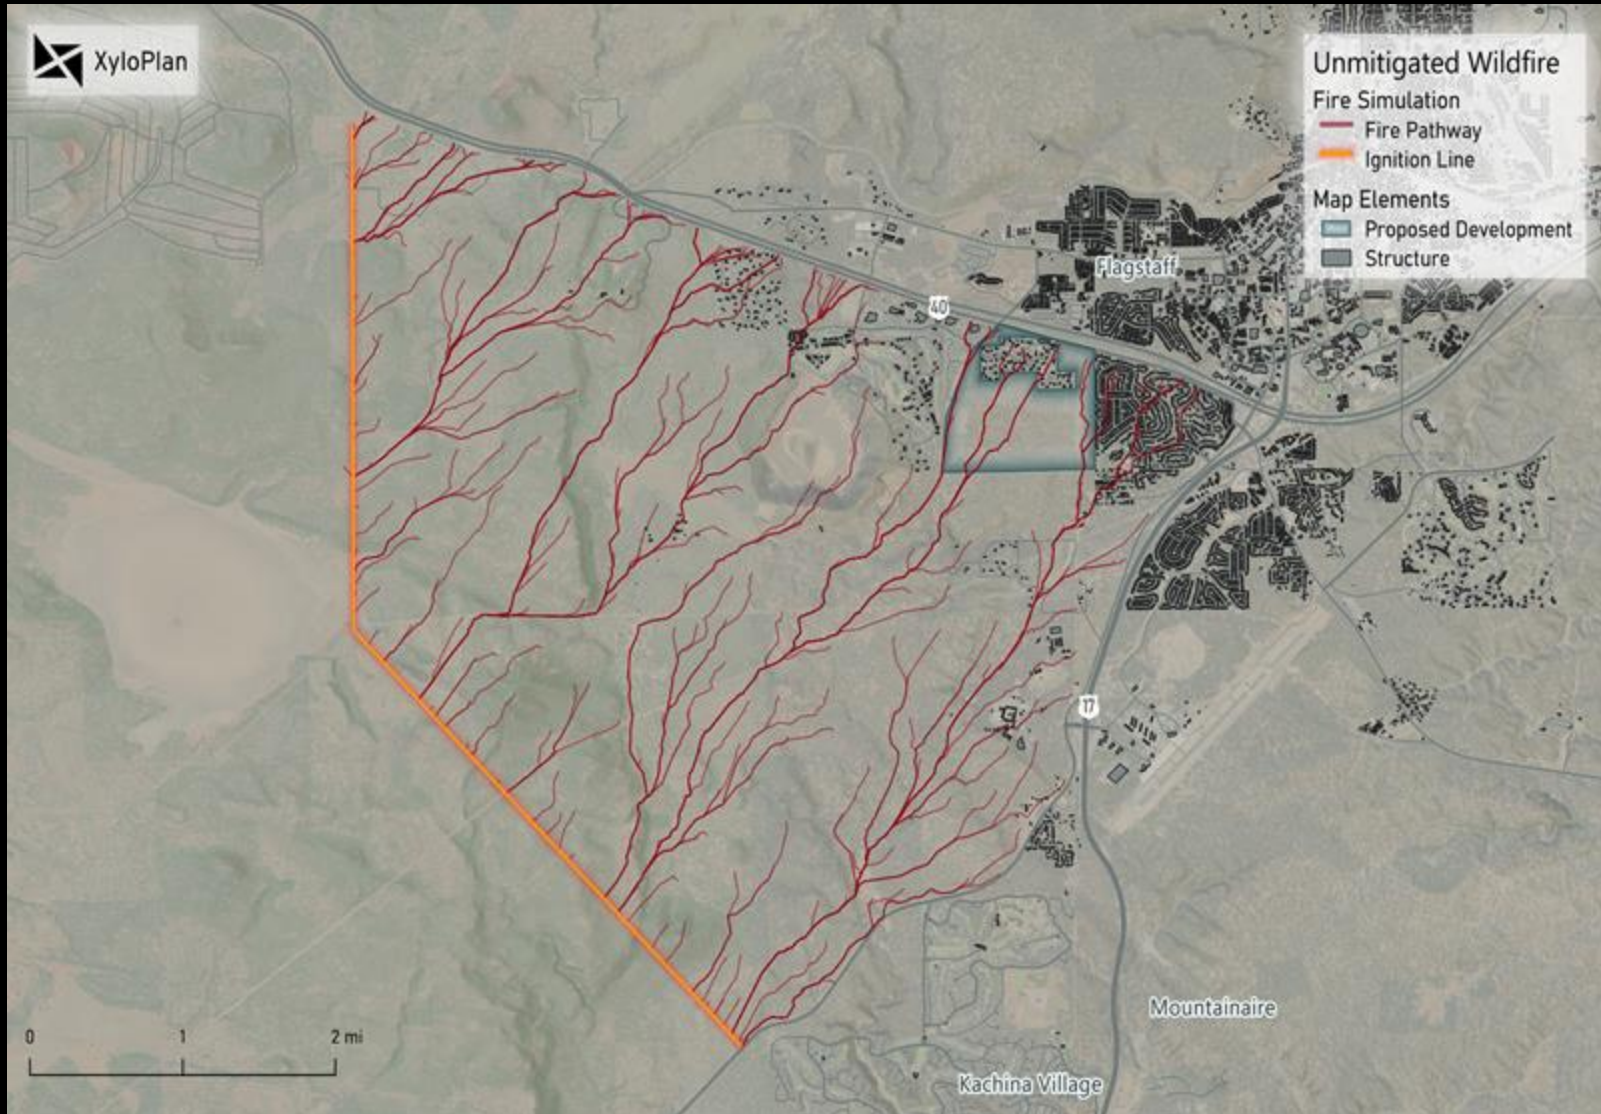 XyloPlan
Unmitigated Wildfire
Fire Simulation
Fire Pathway
Ignition Line
Map Elements
Proposed Development
Structure
Flagstaff
40
17
Mountainaire
Kachina Village
0 1 2 mi